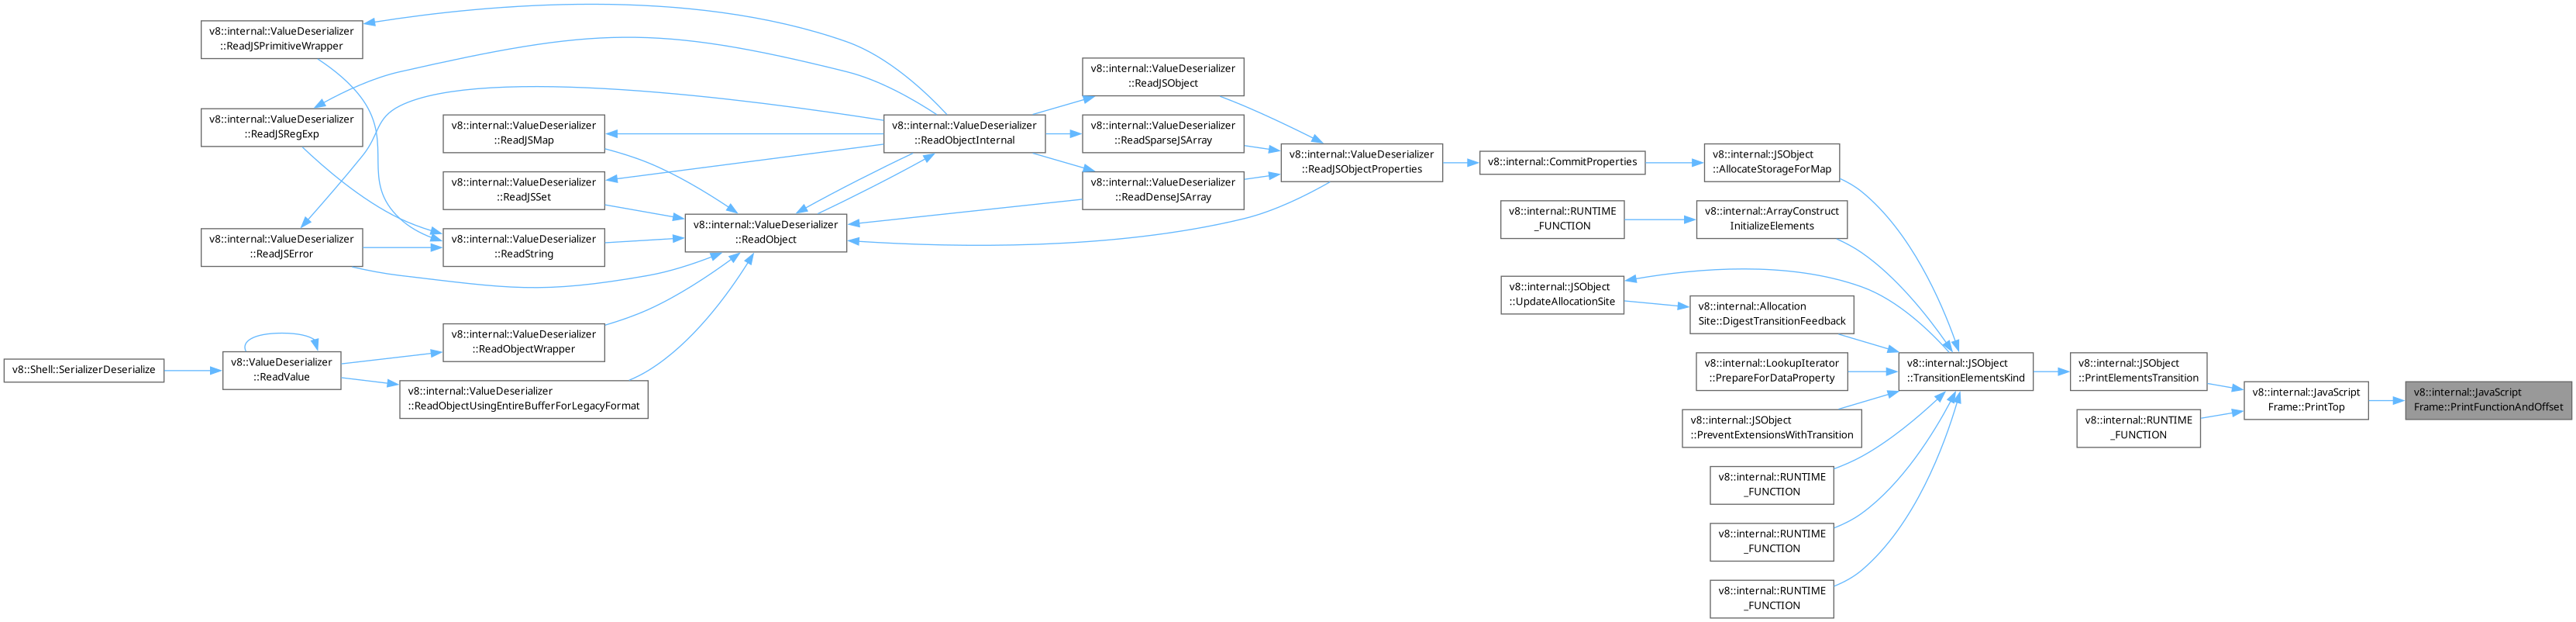 v8::internal::ValueDeserializer
::ReadJSPrimitiveWrapper
v8::internal::ValueDeserializer
::ReadJSRegExp
v8::internal::ValueDeserializer
::ReadJSError
v8::Shell::SerializerDeserialize
v8::ValueDeserializer
::ReadValue
v8::internal::ValueDeserializer
::ReadJSMap
v8::internal::ValueDeserializer
::ReadJSSet
v8::internal::ValueDeserializer
::ReadString
v8::internal::ValueDeserializer
::ReadObjectWrapper
v8::internal::ValueDeserializer
::ReadObjectUsingEntireBufferForLegacyFormat
v8::internal::ValueDeserializer
::ReadObject
v8::internal::ValueDeserializer
::ReadObjectInternal
v8::internal::ValueDeserializer
::ReadJSObject
v8::internal::ValueDeserializer
::ReadSparseJSArray
v8::internal::ValueDeserializer
::ReadDenseJSArray
v8::internal::ValueDeserializer
::ReadJSObjectProperties
v8::internal::CommitProperties
v8::internal::RUNTIME
_FUNCTION
v8::internal::JSObject
::UpdateAllocationSite
v8::internal::JSObject
::AllocateStorageForMap
v8::internal::ArrayConstruct
InitializeElements
v8::internal::Allocation
Site::DigestTransitionFeedback
v8::internal::LookupIterator
::PrepareForDataProperty
v8::internal::JSObject
::PreventExtensionsWithTransition
v8::internal::RUNTIME
_FUNCTION
v8::internal::RUNTIME
_FUNCTION
v8::internal::RUNTIME
_FUNCTION
v8::internal::JSObject
::TransitionElementsKind
v8::internal::JSObject
::PrintElementsTransition
v8::internal::RUNTIME
_FUNCTION
v8::internal::JavaScript
Frame::PrintTop
v8::internal::JavaScript
Frame::PrintFunctionAndOffset